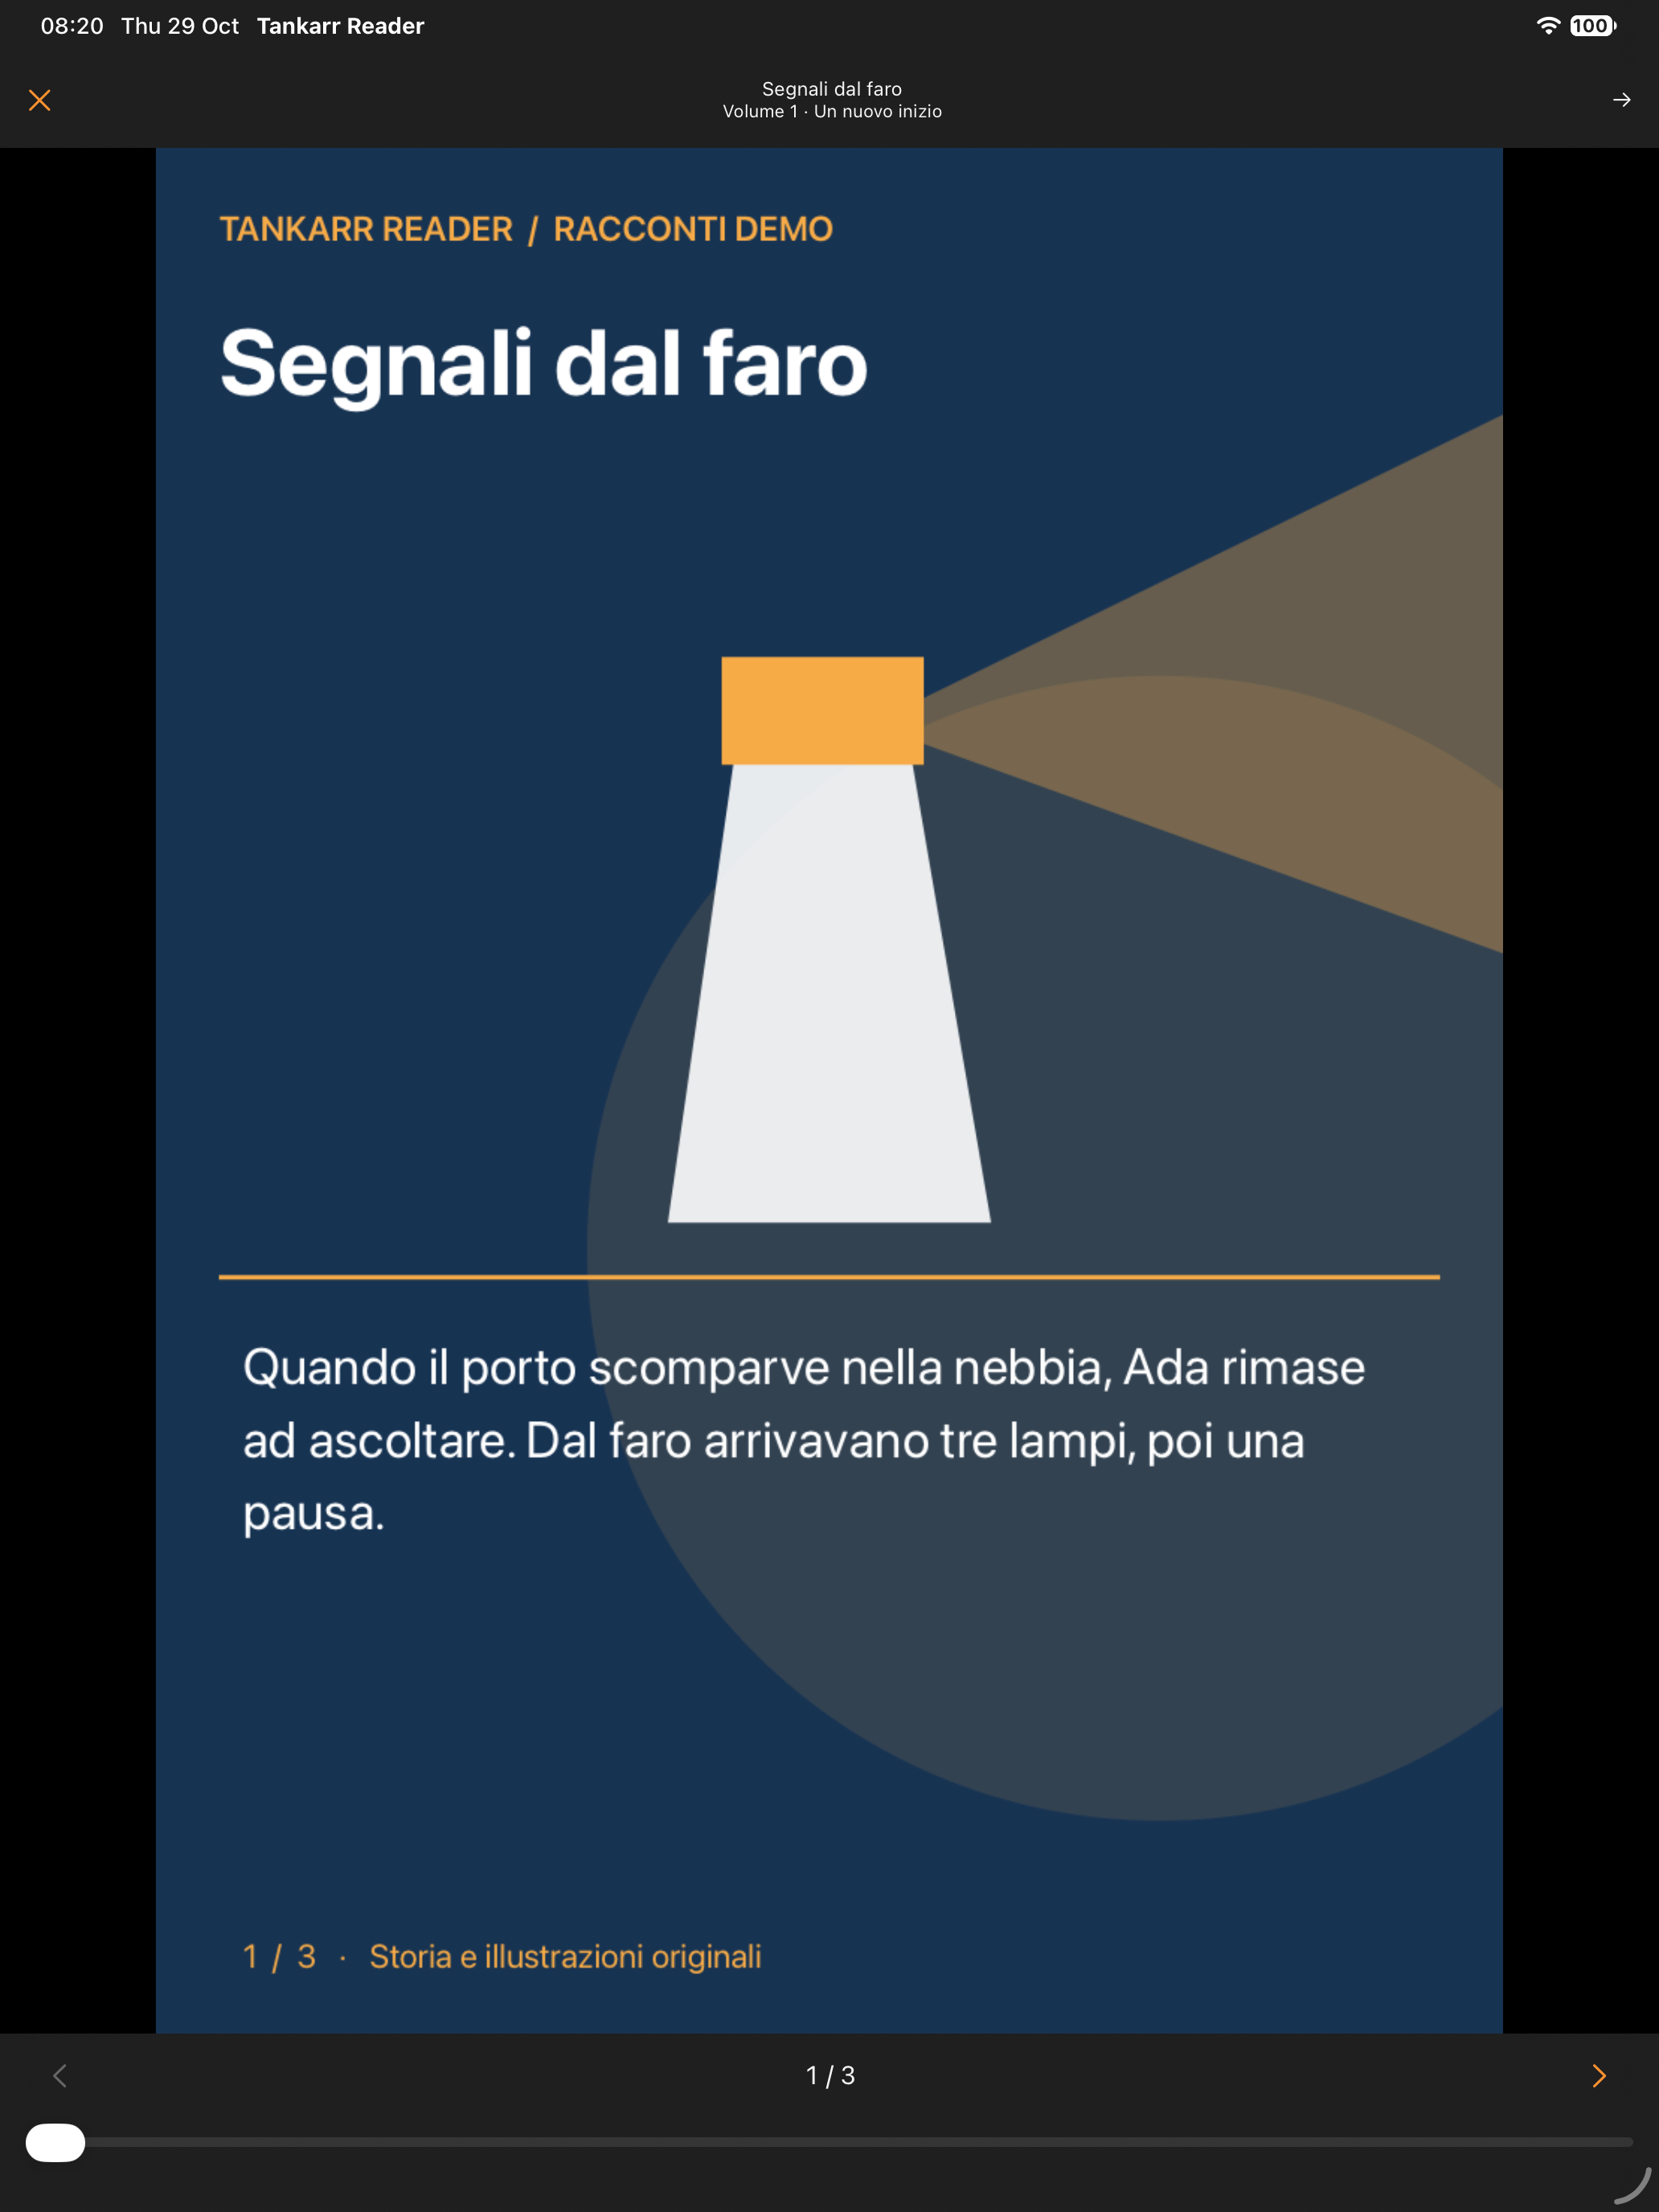 08:20 Thu 29 Oct Tankarr Reader
100
Segnali dal faro
Volume 1 · Un nuovo inizio
TANKARR READER / RACCONTI DEMO
Segnali dal faro
Quando il porto scomparve nella nebbia, Ada rimase
ad ascoltare. Dal faro arrivavano tre lampi, poi una
pausa.
1 / 3 · Storia e illustrazioni originali
1 / 3